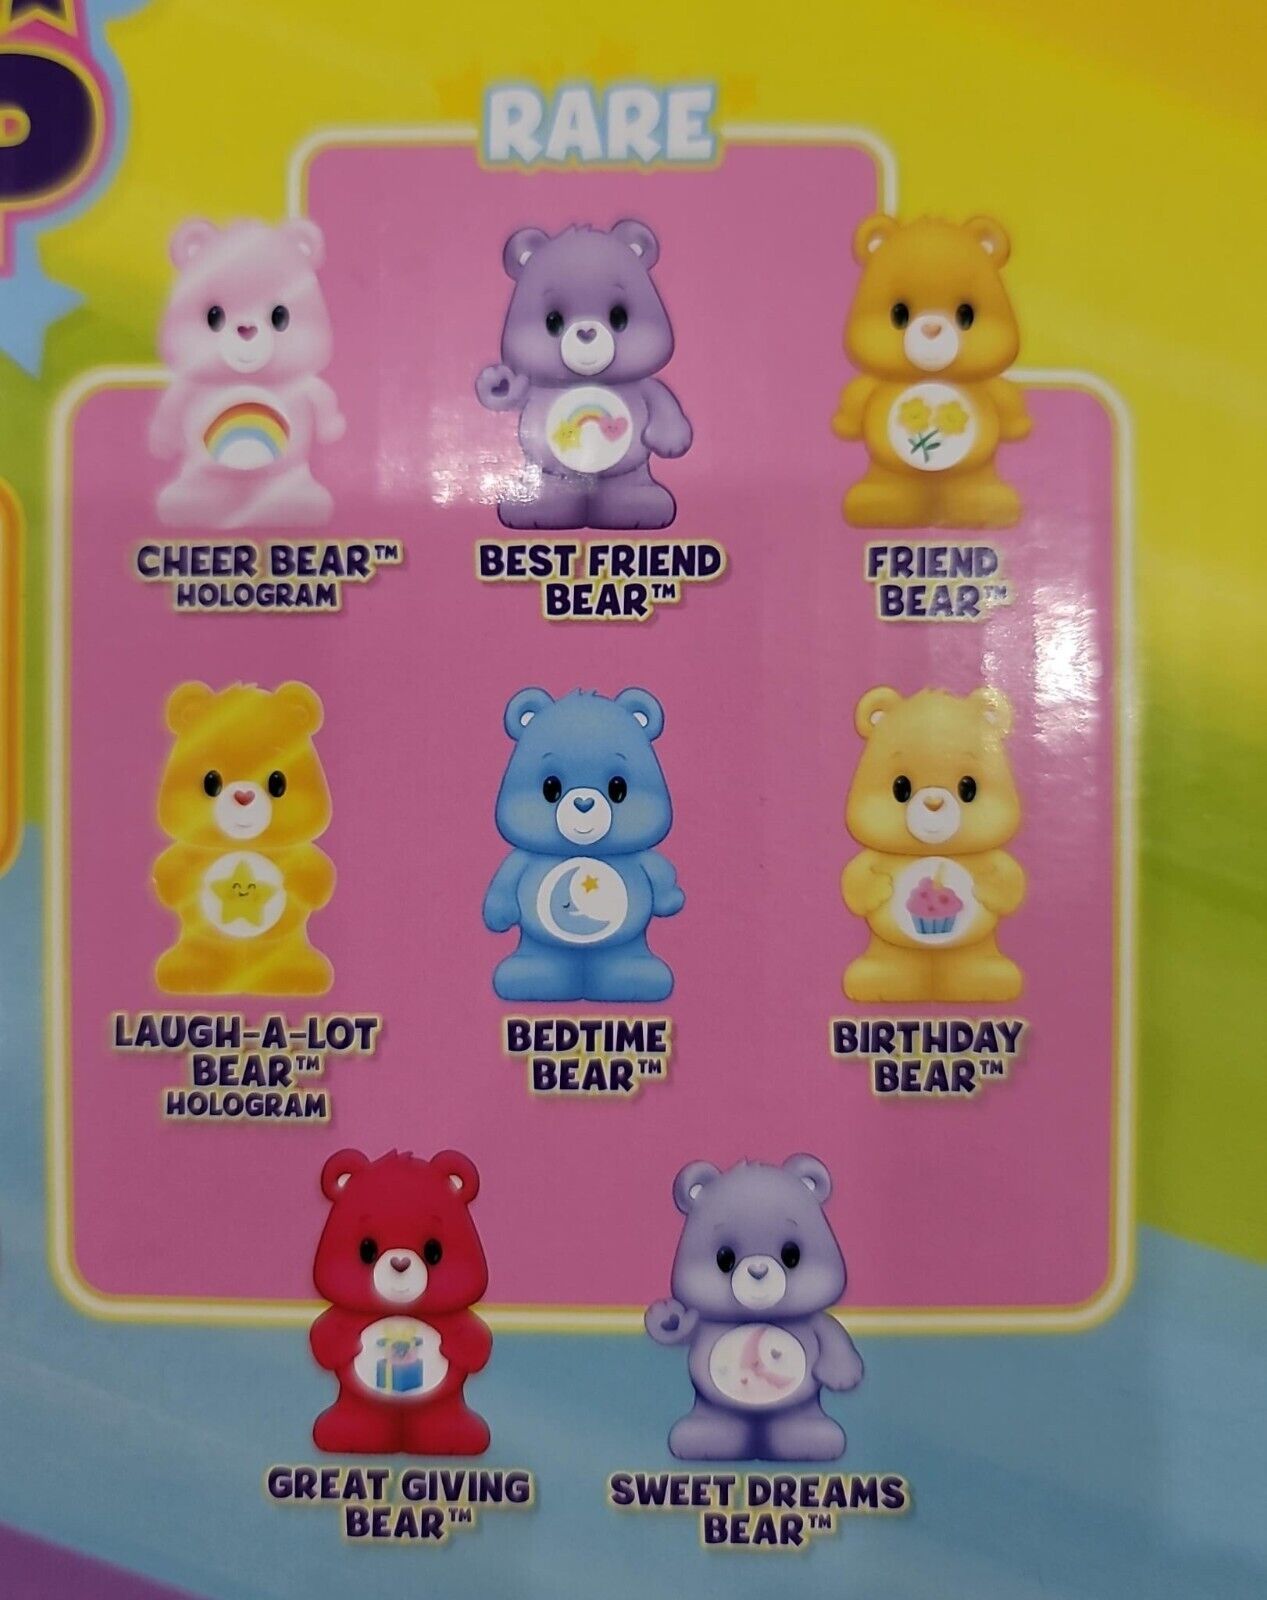 RARE
CHEER BEAR™
HOLOGRAM
BEST FRIEND
BEAR™
FRIEND
BEAR™
LAUGH-A-LOT
BEAR™
HOLOGRAM
BEDTIME
BEAR™
BIRTHDAY
BEAR™
GREAT GIVING
BEAR™
SWEET DREAMS
BEAR™